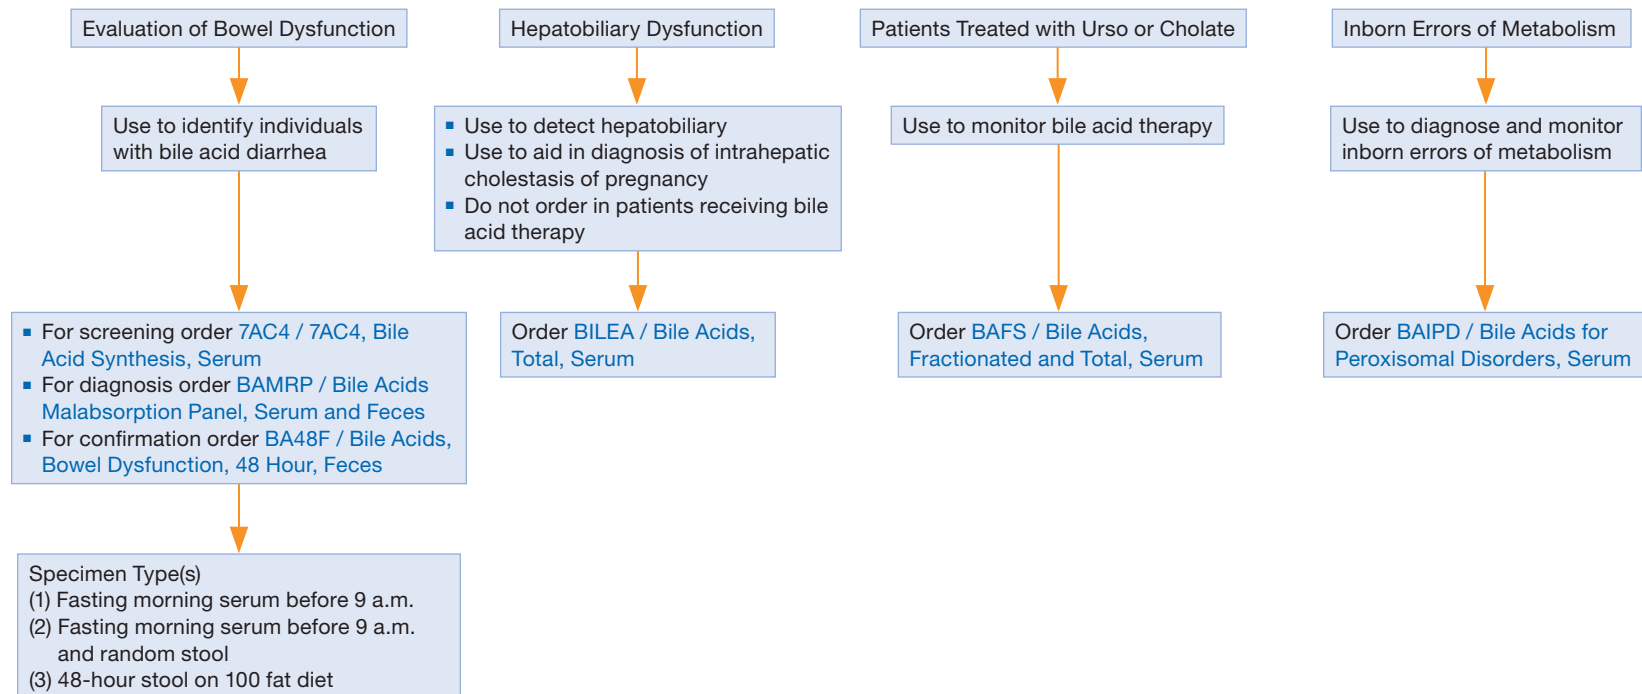 Evaluation of Bowel Dysfunction
Use to identify individuals
with bile acid diarrhea
▪ For screening order 7AC4 / 7AC4, Bile
Acid Synthesis, Serum
▪ For diagnosis order BAMRP / Bile Acids
Malabsorption Panel, Serum and Feces
▪ For confirmation order BA48F / Bile Acids,
Bowel Dysfunction, 48 Hour, Feces
Specimen Type(s)
(1) Fasting morning serum before 9 a.m.
(2) Fasting morning serum before 9 a.m.
and random stool
(3) 48-hour stool on 100 fat diet
Hepatobiliary Dysfunction
▪ Use to detect hepatobiliary
▪ Use to aid in diagnosis of intrahepatic
cholestasis of pregnancy
▪ Do not order in patients receiving bile
acid therapy
Order BILEA / Bile Acids,
Total, Serum
Patients Treated with Urso or Cholate
Use to monitor bile acid therapy
Order BAFS / Bile Acids,
Fractionated and Total, Serum
Inborn Errors of Metabolism
Use to diagnose and monitor
inborn errors of metabolism
Order BAIPD / Bile Acids for
Peroxisomal Disorders, Serum